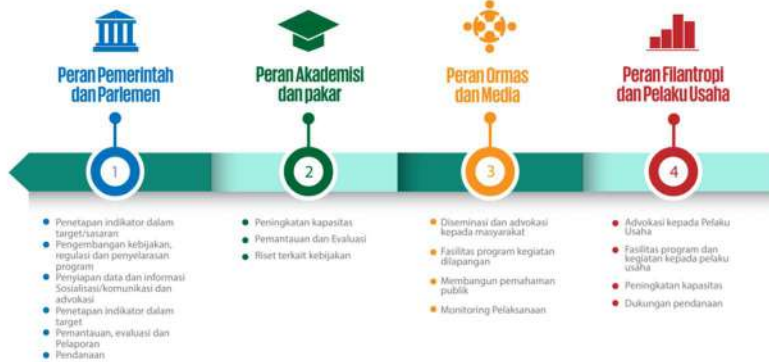 Peran Pemerintah
dan Parlemen
1
Penetapan indikator dalam
target/sasaran
Pengembangan kebijakan,
regulasi dan penyelarasan
program
Penyiapan data dan informasi
Sosialisasi/komunikasi dan
advokasi
Penetapan indikator dalam
target
Pemantauan, evaluasi dan
Pelaporan
Pendanaan
Peran Akademisi
dan pakar
2
Peningkatan kapasitas
Pemantauan dan Evaluasi
Riset terkait kebijakan
Peran Ormas
dan Media
3
Diseminasi dan advokasi
kepada masyarakat
Fasilitas program kegiatan
dilapangan
Membangun pemahaman
publik
Monitoring Pelaksanaan
Peran Filantropi
dan Pelaku Usaha
4
Advokasi kepada Pelaku
Usaha
Fasilitas program dan
kegiatan kepada pelaku
usaha
Peningkatan kapasitas
Dukungan pendanaan